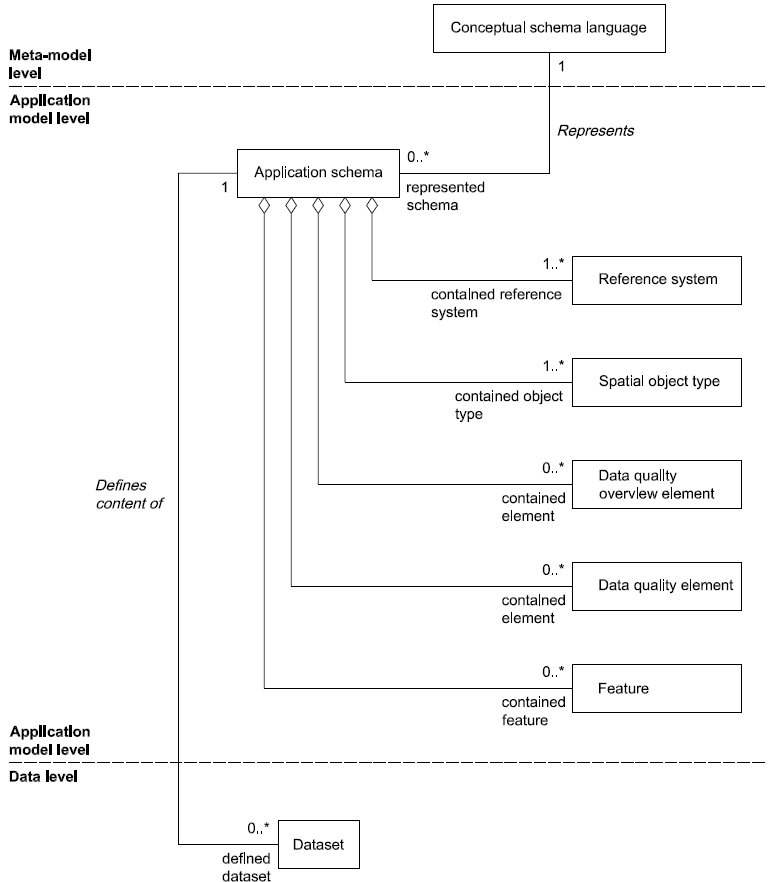 Conceptual schema language
Meta-model
level
1
Application
model level
Represents
0..*
Application schema
1
represented
schema
1..*
Reference system
contained reference
system
1..*
Spatial object type
contained object
type
0..*
Data quality
overview element
contained
element
Defines
content of
0..*
Data quality element
contained
element
0..*
Feature
contained
feature
Application
model level
Data level
0..*
Dataset
defined
dataset